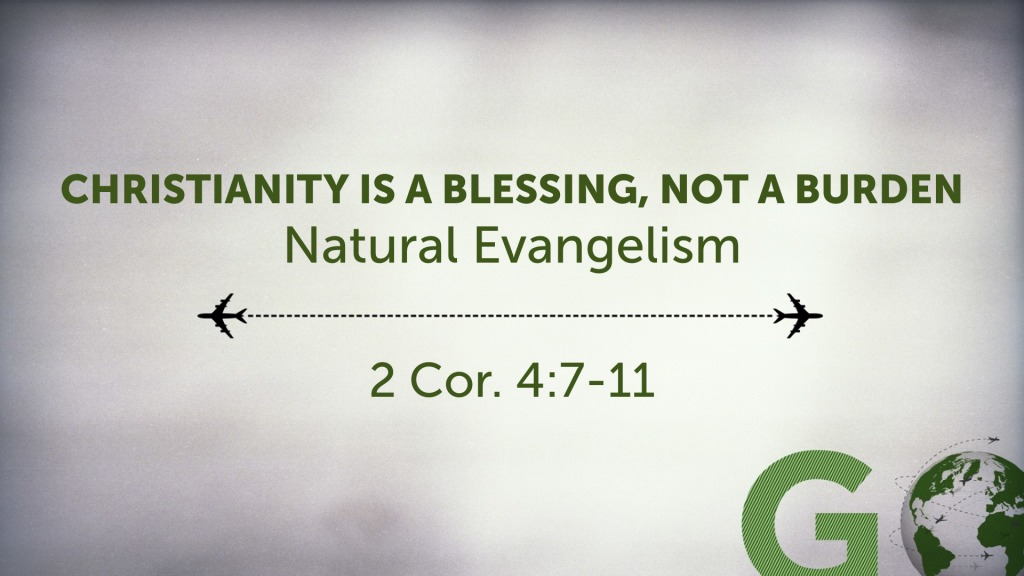 CHRISTIANITY IS A BLESSING, NOT A BURDEN
Natural Evangelism
2 Cor. 4:7-11
GO